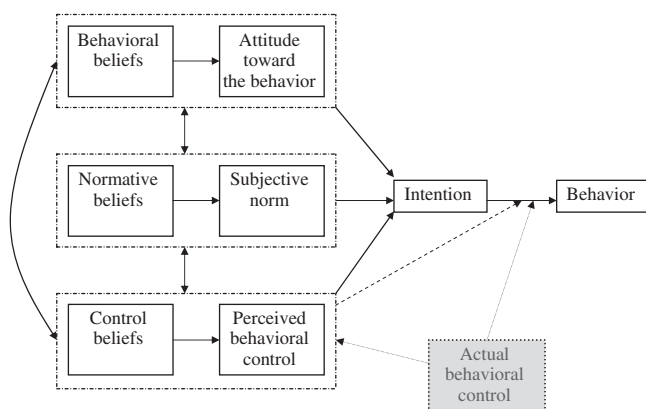 Behavioral
beliefs
Attitude
toward
the behavior
Normative
beliefs
Subjective
norm
Intention
Behavior
Control
beliefs
Perceived
behavioral
control
Actual
behavioral
control